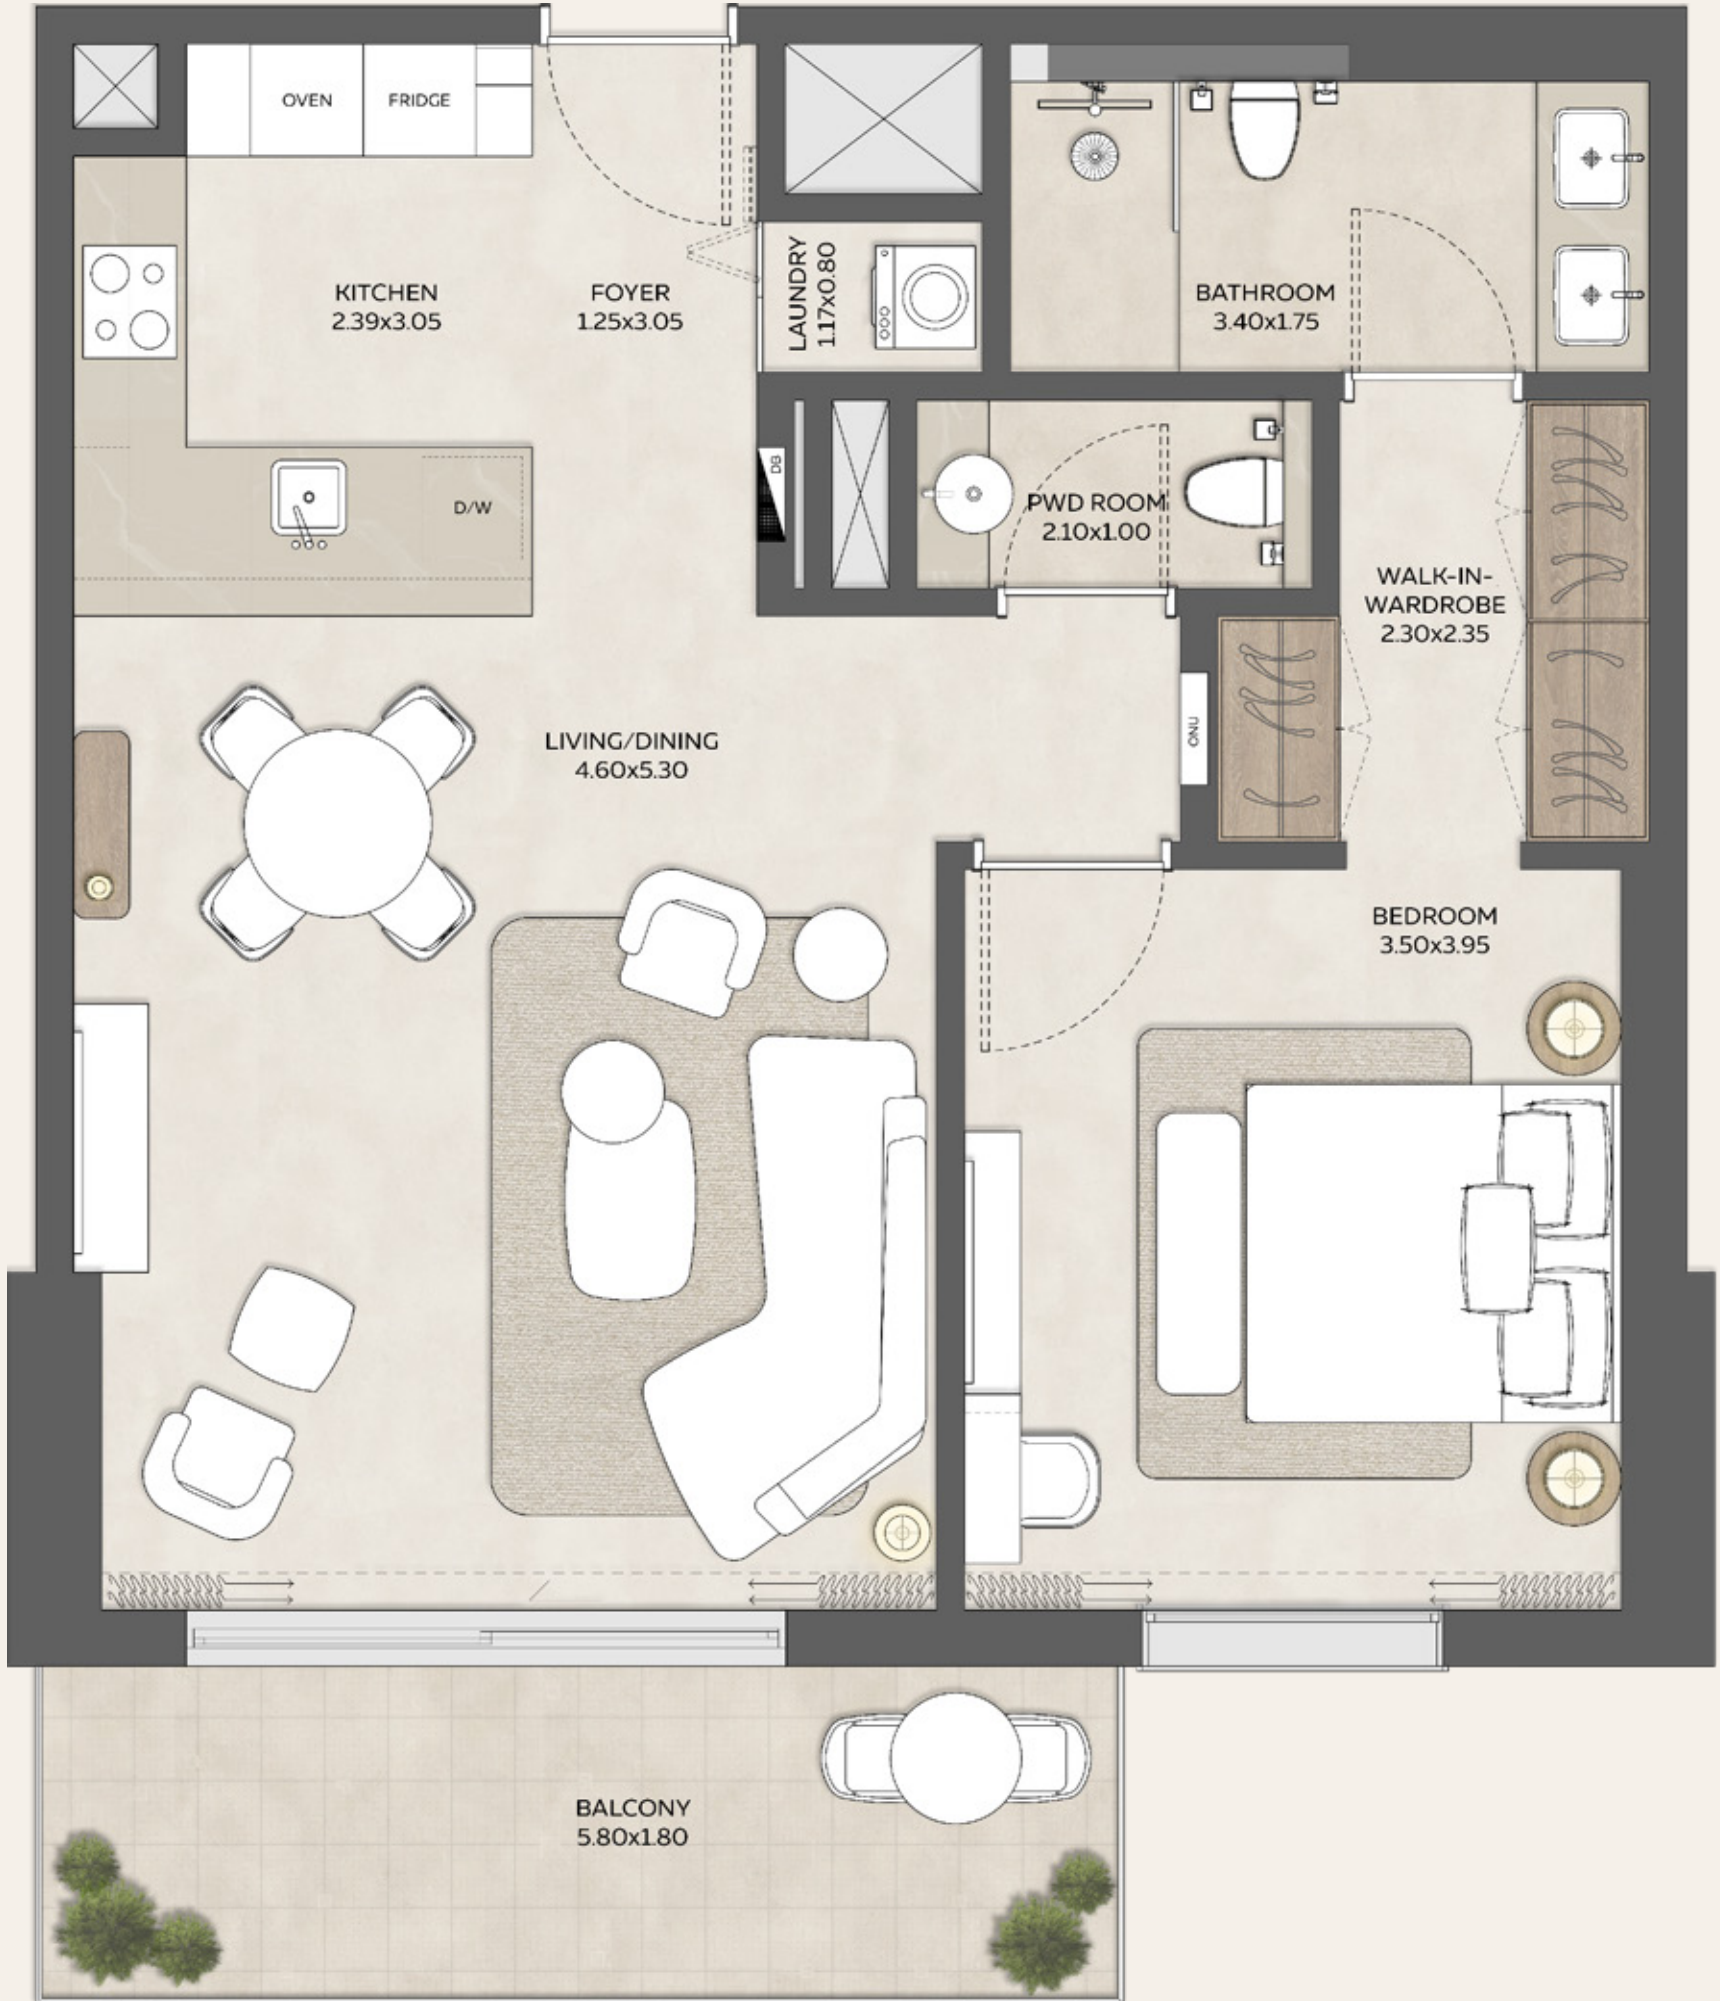 OVEN
FRIDGE
KITCHEN
2.39x3.05
FOYER
1.25x3.05
LAUNDRY
1.17x0.80
BATHROOM
3.40x1.75
D/W
DB
PWD ROOM
2.10x1.00
WALK-IN-
WARDROBE
2.30x2.35
LIVING/DINING
4.60x5.30
ONU
BEDROOM
3.50x3.95
BALCONY
5.80x1.80